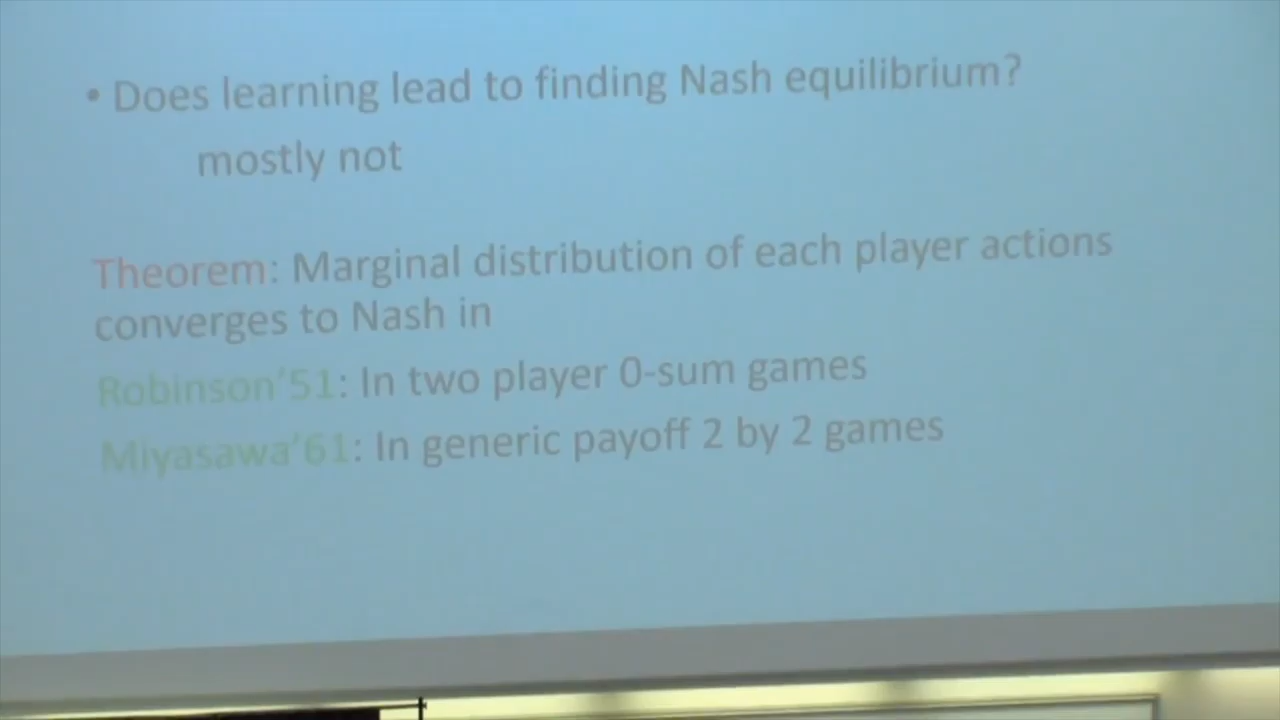 • Does learning lead to finding Nash equilibrium?
mostly not
Theorem: Marginal distribution of each player actions
converges to Nash in
Robinson'51: In two player 0-sum games
Miyasawa'61: In generic payoff 2 by 2 games